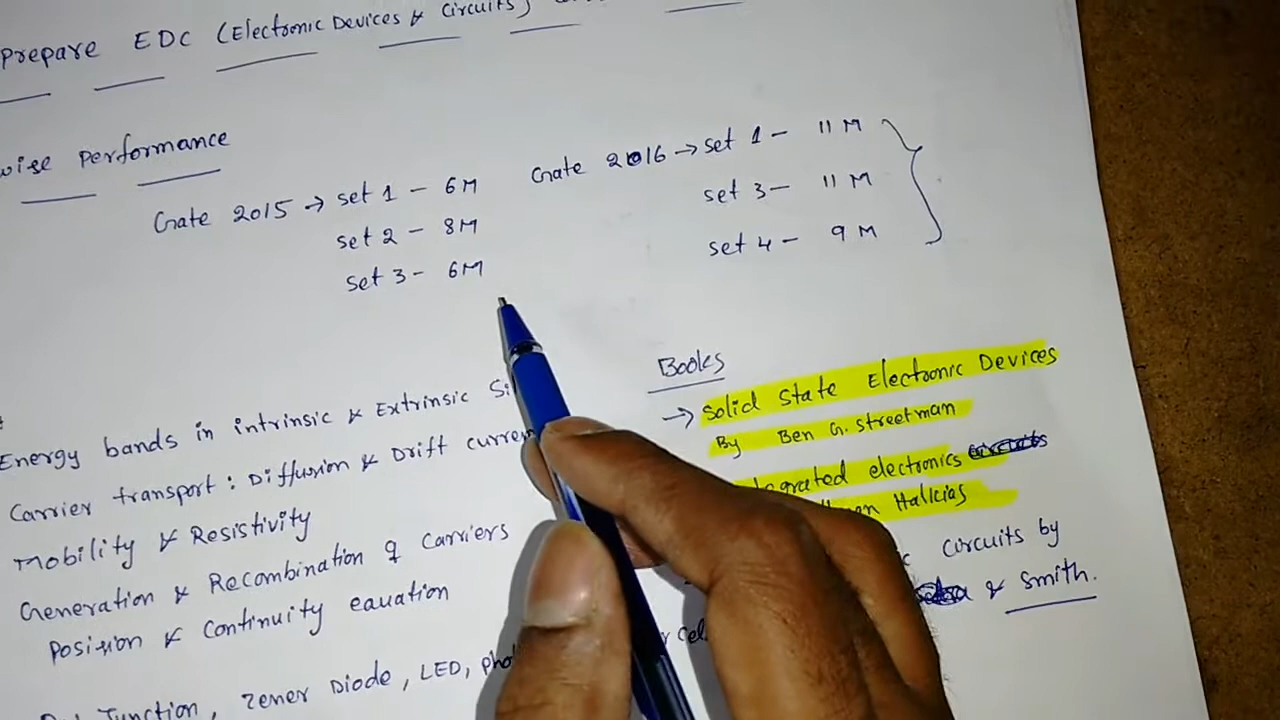 Prepare EDC (Electronic Devices & Circuits)
wise performance
Gate 2015 → set 1 - 6M
set 2 - 8M
set 3 - 6M
Gate 2016 → set 1 - 11 M
set 3 - 11 M
set 4 - 9 M
Books
→ Solid State Electronic Devices
By Ben G. Streetman
electronics
Halkias
circuits by
& Smith.
Energy bands in intrinsic & Extrinsic Si
Carrier transport: Diffusion & Drift
Mobility & Resistivity
Generation & Recombination of Carriers
Position & Continuity eauation
Junction, Zener Diode, LED,